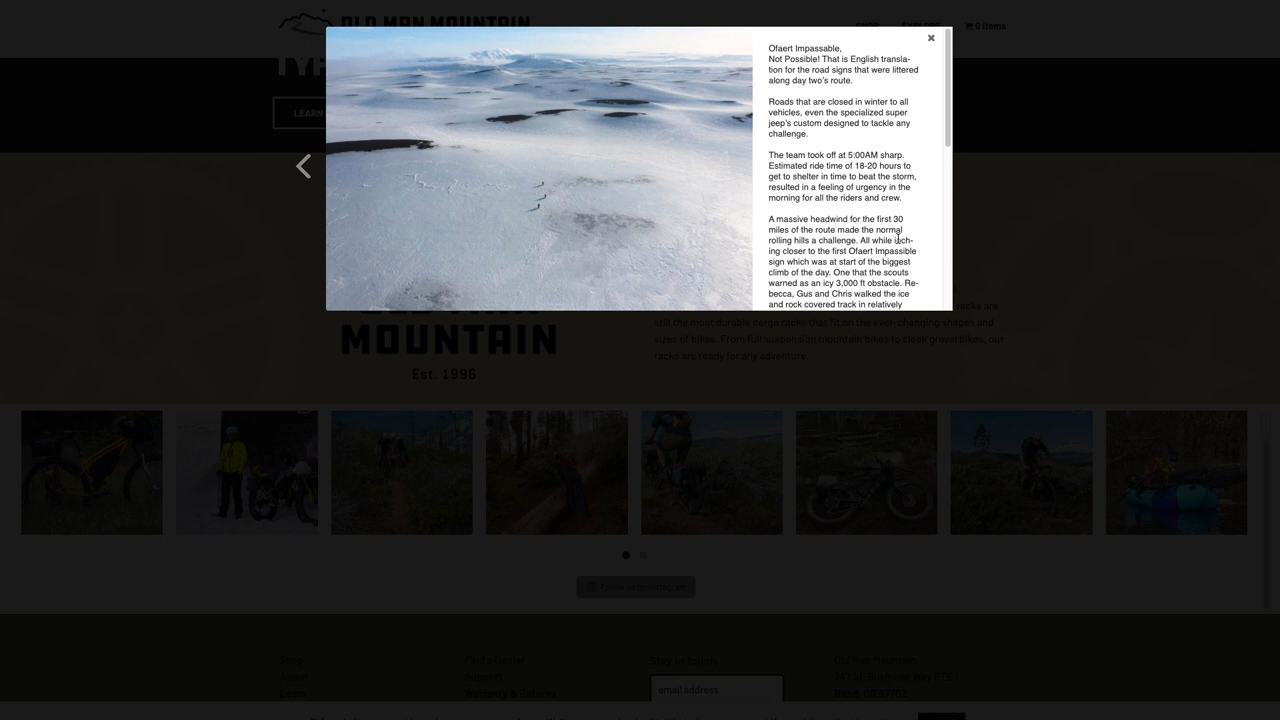 OLD MAN MOUNTAIN
SHOP
EXPLORE
0 Items
LEARN
Ofaert Impassable,
Not Possible! That is English transla-
tion for the road signs that were littered
along day two's route.
Roads that are closed in winter to all
vehicles, even the specialized super
jeep's custom designed to tackle any
challenge.
The team took off at 5:00AM sharp.
Estimated ride time of 18-20 hours to
get to shelter in time to beat the storm,
resulted in a feeling of urgency in the
morning for all the riders and crew.
A massive headwind for the first 30
miles of the route made the normal
rolling hills a challenge. All while inch-
ing closer to the first Ofaert Impassible
sign which was at start of the biggest
climb of the day. One that the scouts
warned as an icy 3,000 ft obstacle. Re-
becca, Gus and Chris walked the ice
and rock covered track in relatively
MOUNTAIN
Est. 1996
racks are
still the most durable cargo racks that fit on the ever-changing shapes and
sizes of bikes. From full suspension mountain bikes to sleek gravel bikes, our
racks are ready for any adventure.
Follow us on Instagram
Shop
About
Learn
Find a Dealer
Support
Warranty & Returns
Stay in touch
email address
Old Man Mountain